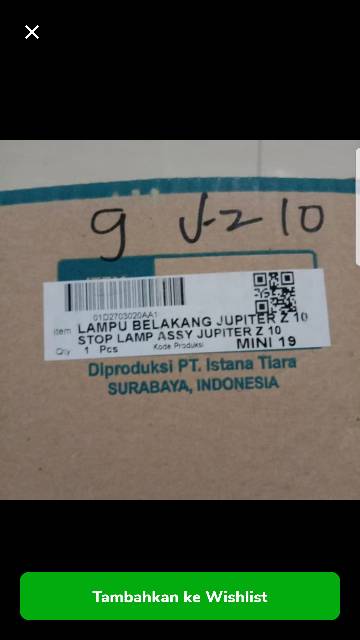 9 J-Z 10
01D2703020AA1
Item LAMPU BELAKANG JUPITER Z 10
STOP LAMP ASSY JUPITER Z 10
Qty 1 Pcs Kode Produksi MINI 19
Diproduksi PT. Istana Tiara
SURABAYA, INDONESIA
Tambahkan ke Wishlist